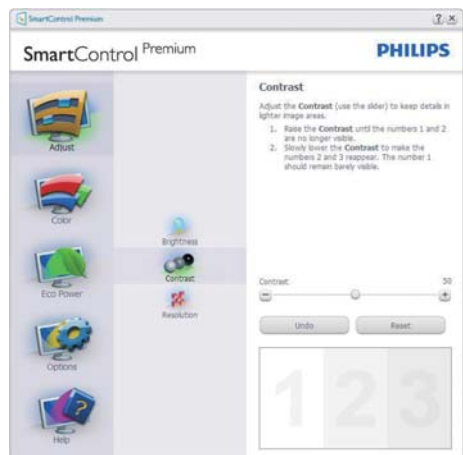 SmartControl Premium
SmartControl Premium
PHILIPS
Adjust
Color
Eco Power
Options
Help
Brightness
Contrast
Resolution
Contrast
Adjust the Contrast (use the slider) to keep details in
lighter image areas.
1. Raise the Contrast until the numbers 1 and 2
are no longer visible.
2. Slowly lower the Contrast to make the
numbers 2 and 3 reappear. The number 1
should remain barely visible.
Contrast 50
Undo Reset
1 2 3